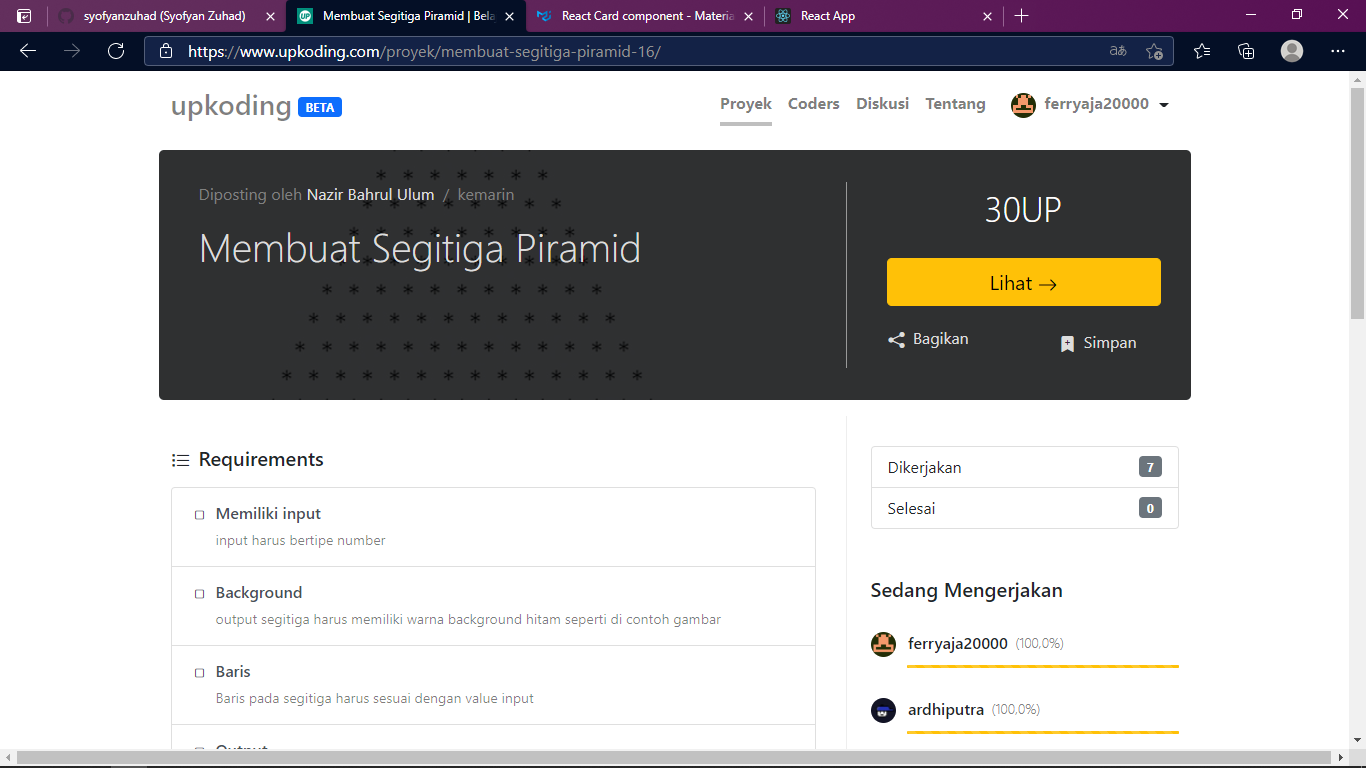 syofyanzuhad (Syofyan Zuhad)
Membuat Segitiga Piramid | Bela
React Card component - Materia
React App
https://www.upkoding.com/proyek/membuat-segitiga-piramid-16/
upkoding BETA
Proyek Coders Diskusi Tentang ferryaja20000
Diposting oleh Nazir Bahrul Ulum / kemarin
Membuat Segitiga Piramid
30UP
Lihat →
Bagikan
Simpan
Requirements
Memiliki input
input harus bertipe number
Background
output segitiga harus memiliki warna background hitam seperti di contoh gambar
Baris
Baris pada segitiga harus sesuai dengan value input
Output
Dikerjakan 7
Selesai 0
Sedang Mengerjakan
ferryaja20000 (100,0%)
ardhiputra (100,0%)